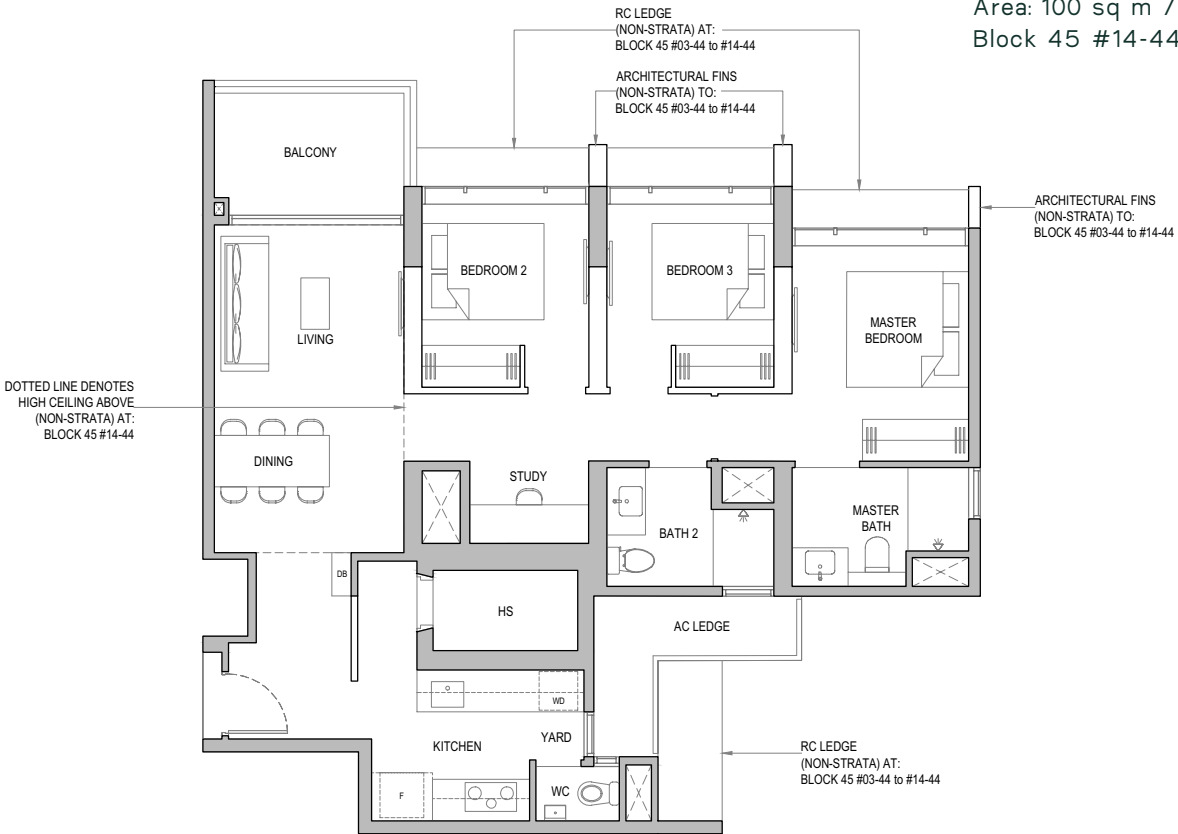 Area: 100 sq m /
Block 45 #14-44
RC LEDGE
(NON-STRATA) AT:
BLOCK 45 #03-44 to #14-44
ARCHITECTURAL FINS
(NON-STRATA) TO:
BLOCK 45 #03-44 to #14-44
BALCONY
ARCHITECTURAL FINS
(NON-STRATA) TO:
BLOCK 45 #03-44 to #14-44
BEDROOM 2
BEDROOM 3
MASTER
BEDROOM
LIVING
DOTTED LINE DENOTES
HIGH CEILING ABOVE
(NON-STRATA) AT:
BLOCK 45 #14-44
DINING
STUDY
BATH 2
MASTER
BATH
DB
HS
AC LEDGE
WD
YARD
KITCHEN
RC LEDGE
(NON-STRATA) AT:
BLOCK 45 #03-44 to #14-44
F
WC